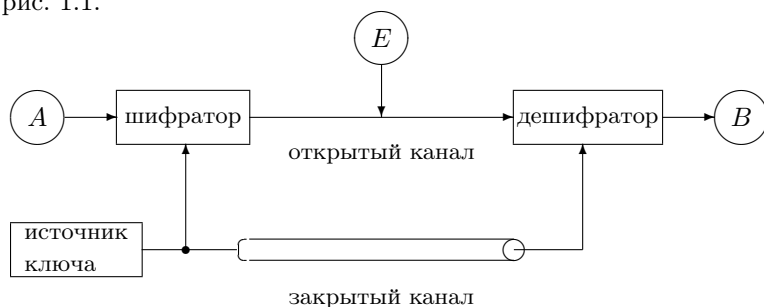 рис. 1.1.
E
A
шифратор
дешифратор
B
открытый канал
источник
ключа
закрытый канал